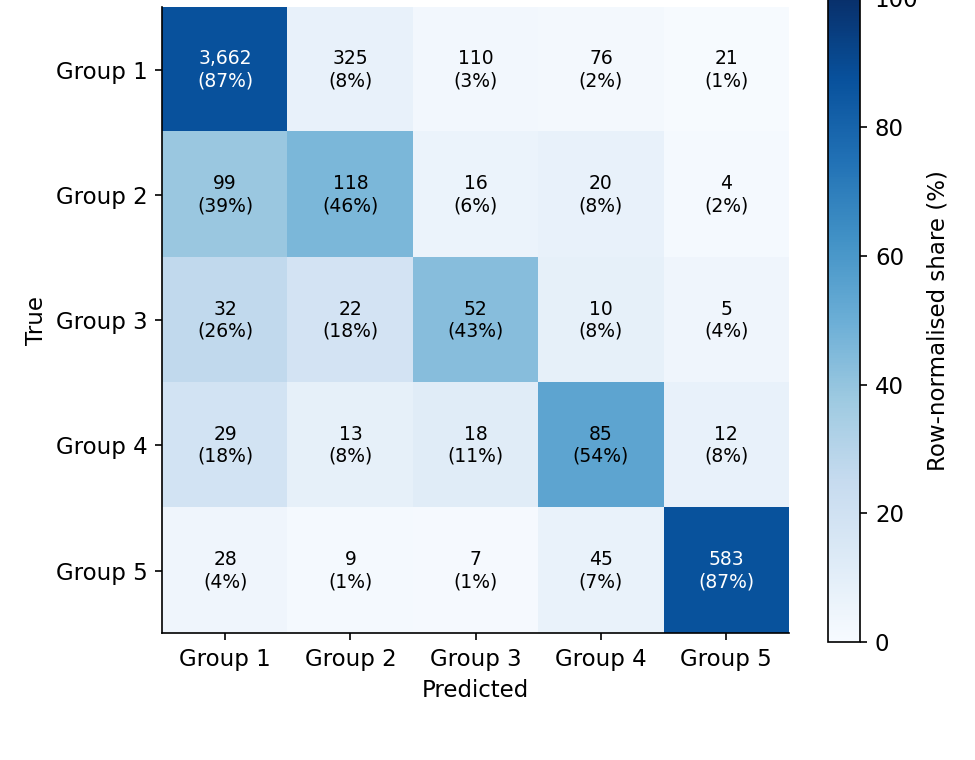 True
Group 1
3,662 325 110 76 21
(87%) (8%) (3%) (2%) (1%)
Group 2
99 118 16 20 4
(39%) (46%) (6%) (8%) (2%)
Group 3
32 22 52 10 5
(26%) (18%) (43%) (8%) (4%)
Group 4
29 13 18 85 12
(18%) (8%) (11%) (54%) (8%)
Group 5
28 9 7 45 583
(4%) (1%) (1%) (7%) (87%)
Group 1 Group 2 Group 3 Group 4 Group 5
Predicted
100
80
60
40
20
0
Row-normalised share (%)